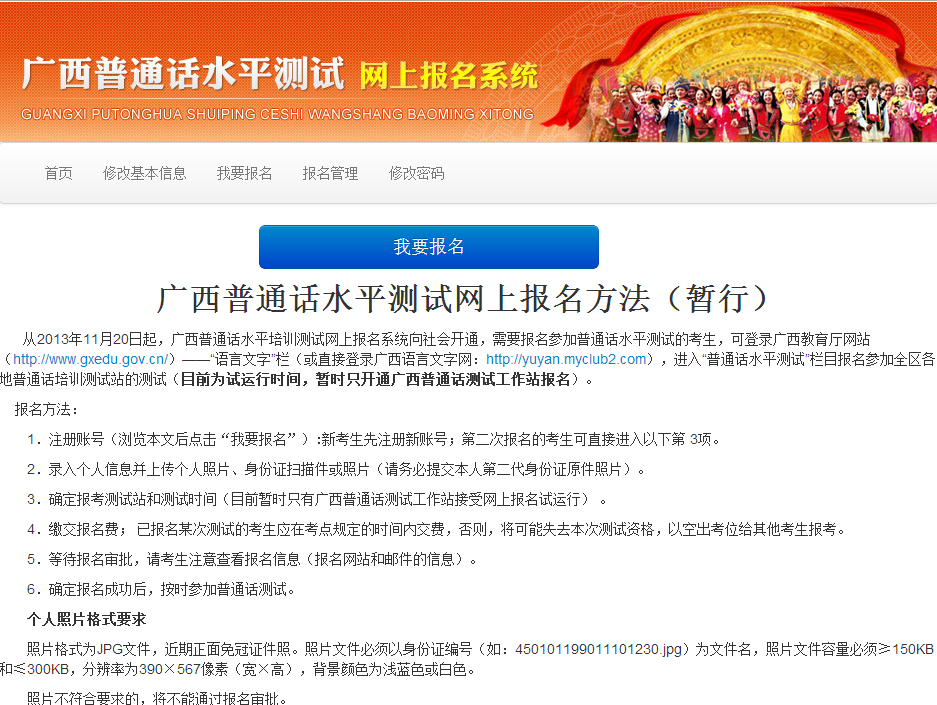 广西普通话水平测试 网上报名系统
GUANGXI PUTONGHUA SHUIPING CESHI WANGSHANG BAOMING XITONG
首页 修改基本信息 我要报名 报名管理 修改密码
我要报名
广西普通话水平测试网上报名方法（暂行）
从2013年11月20日起，广西普通话水平培训测试网上报名系统向社会开通，需要报名参加普通话水平测试的考生，可登录广西教育厅网站
（http://www.gxedu.gov.cn/）——“语言文字”栏（或直接登录广西语言文字网：http://yuyan.myclub2.com），进入“普通话水平测试”栏目报名参加全区各
地普通话培训测试站的测试（目前为试运行时间，暂时只开通广西普通话测试工作站报名）。
报名方法：
1．注册账号（浏览本文后点击“我要报名”）:新考生先注册新账号；第二次报名的考生可直接进入以下第 3项。
2．录入个人信息并上传个人照片、身份证扫描件或照片（请务必提交本人第二代身份证原件照片）。
3．确定报考测试站和测试时间（目前暂时只有广西普通话测试工作站接受网上报名试运行） 。
4．缴交报名费； 已报名某次测试的考生应在考点规定的时间内交费，否则，将可能失去本次测试资格，以空出考位给其他考生报考。
5．等待报名审批，请考生注意查看报名信息（报名网站和邮件的信息）。
6．确定报名成功后，按时参加普通话测试。
个人照片格式要求
照片格式为JPG文件，近期正面免冠证件照。照片文件必须以身份证编号（如：450101199011101230.jpg）为文件名，照片文件容量必须≥150KB
和≤300KB，分辨率为390×567像素（宽×高），背景颜色为浅蓝色或白色。
照片不符合要求的，将不能通过报名审批。